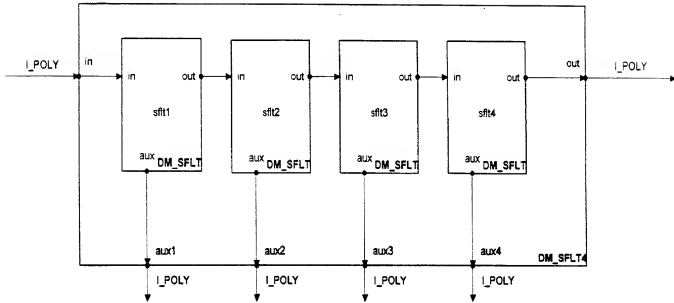 I_POLY in out I_POLY
in out in out in out in out
sflt1 sflt2 sflt3 sflt4
aux DM_SFLT aux DM_SFLT aux DM_SFLT aux DM_SFLT
aux1 aux2 aux3 aux4 DM_SFLT4
I_POLY I_POLY I_POLY I_POLY